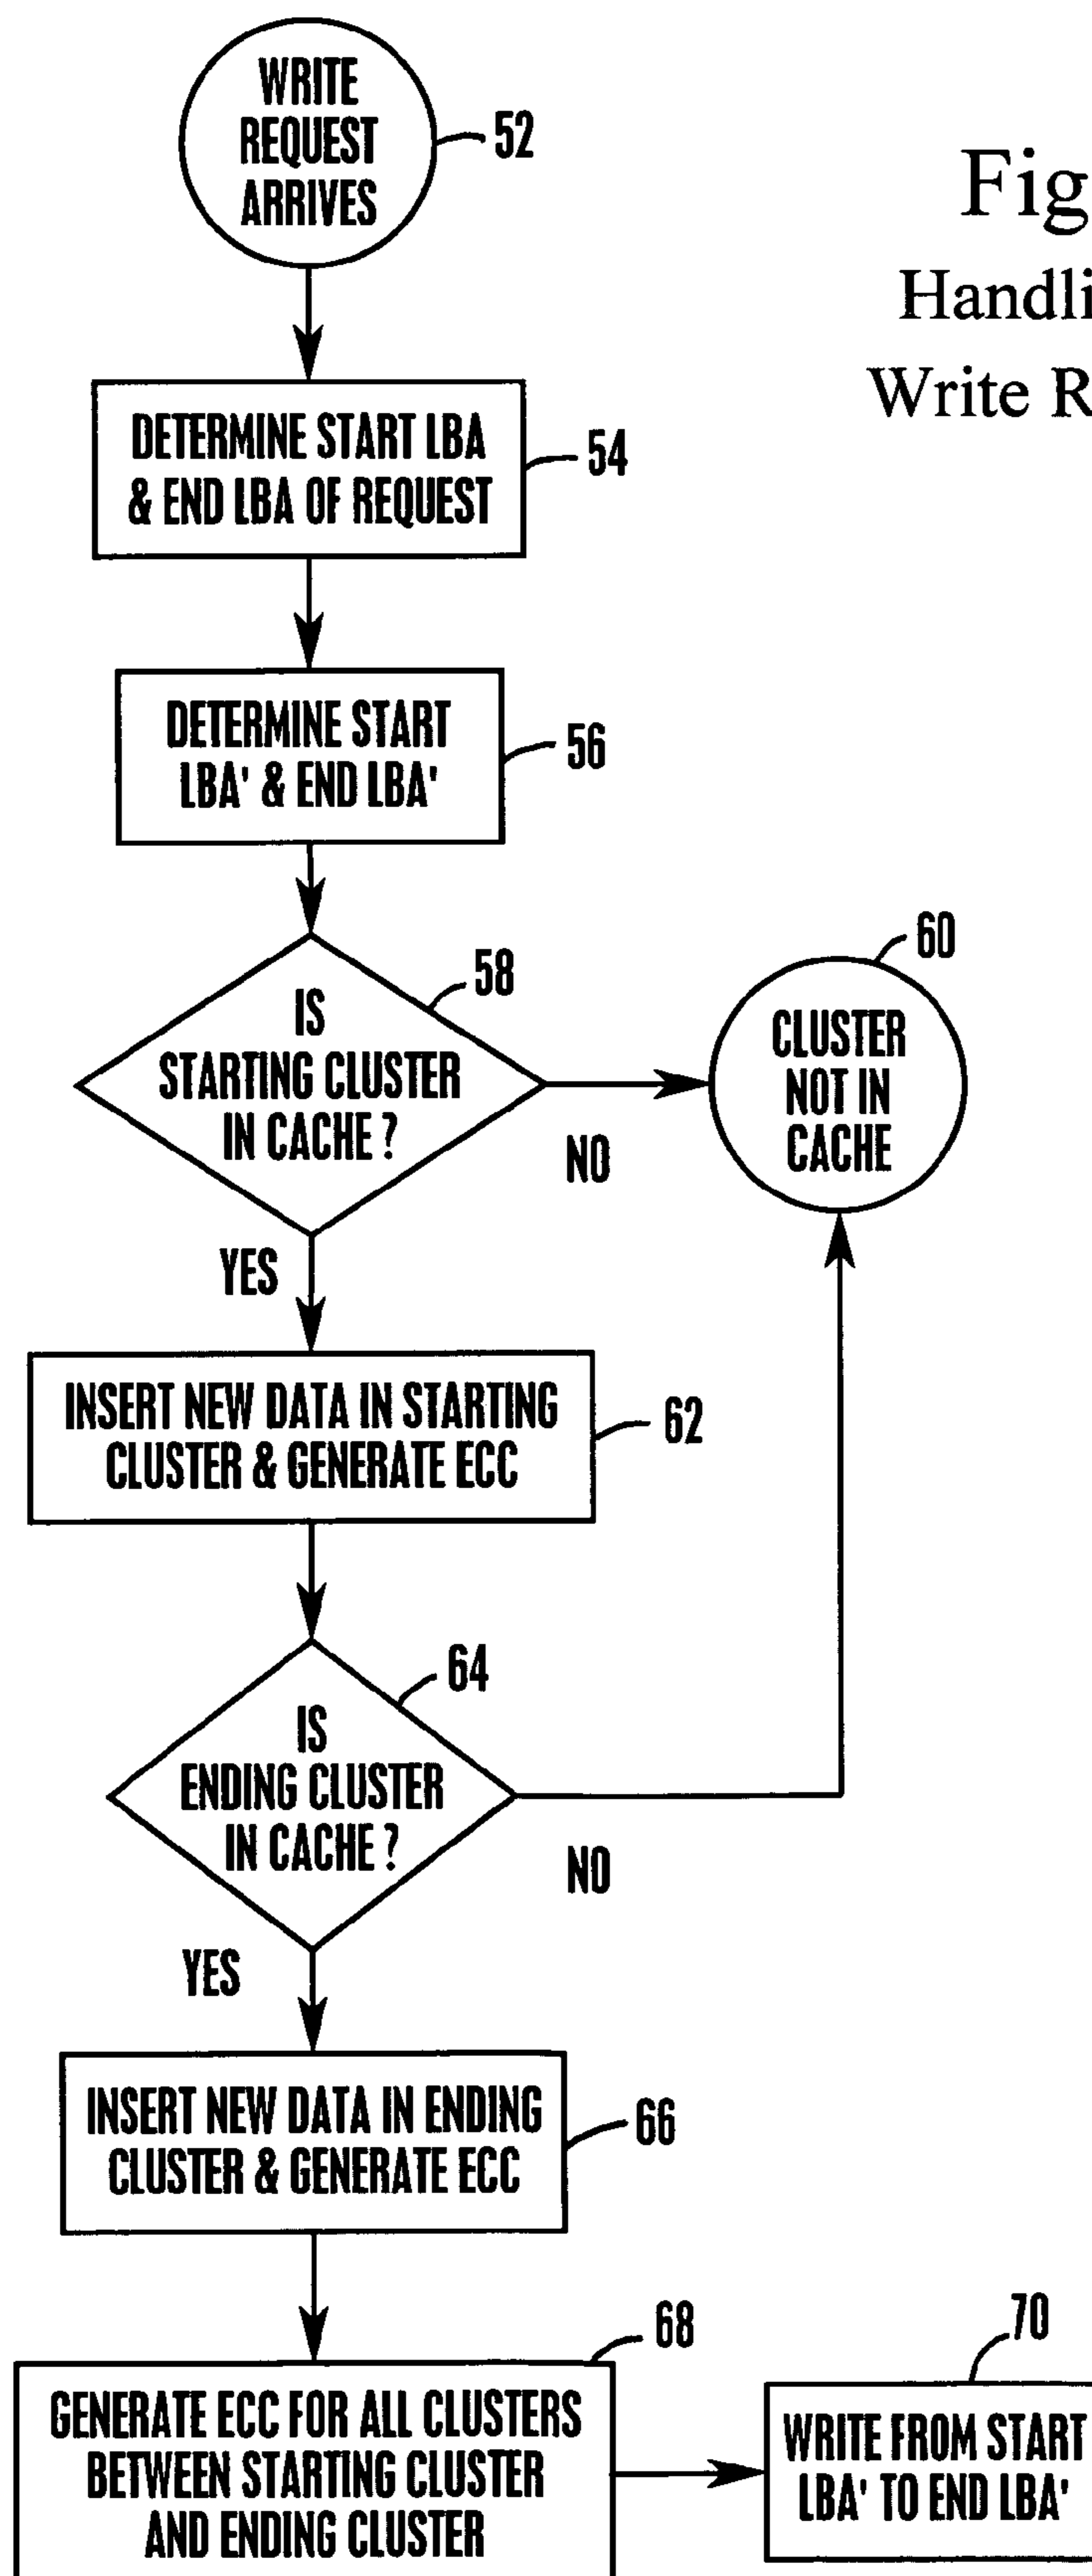 WRITE
REQUEST
ARRIVES
52
Fig
Handli
Write R
DETERMINE START LBA
& END LBA OF REQUEST
54
DETERMINE START
LBA' & END LBA'
56
IS
STARTING CLUSTER
IN CACHE ?
58
NO
60
CLUSTER
NOT IN
CACHE
YES
INSERT NEW DATA IN STARTING
CLUSTER & GENERATE ECC
62
IS
ENDING CLUSTER
IN CACHE ?
64
NO
YES
INSERT NEW DATA IN ENDING
CLUSTER & GENERATE ECC
66
GENERATE ECC FOR ALL CLUSTERS
BETWEEN STARTING CLUSTER
AND ENDING CLUSTER
68
70
WRITE FROM START
LBA' TO END LBA'